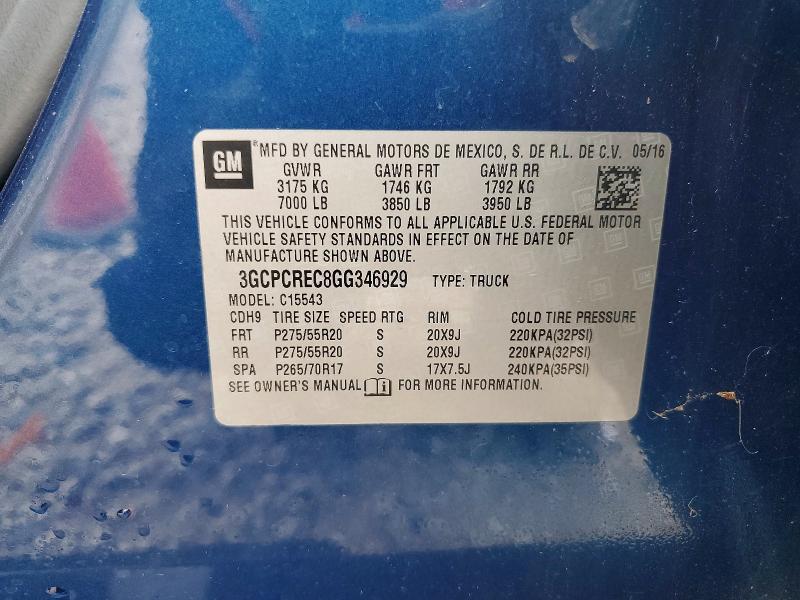 GM ®MFD BY GENERAL MOTORS DE MEXICO, S. DE R.L. DE C.V. 05/16
GVWR GAWR FRT GAWR RR
3175 KG 1746 KG 1792 KG
7000 LB 3850 LB 3950 LB
THIS VEHICLE CONFORMS TO ALL APPLICABLE U.S. FEDERAL MOTOR
VEHICLE SAFETY STANDARDS IN EFFECT ON THE DATE OF
MANUFACTURE SHOWN ABOVE.
3GCPCREC8GG346929 TYPE: TRUCK
MODEL: C15543
CDH9 TIRE SIZE SPEED RTG RIM COLD TIRE PRESSURE
FRT P275/55R20 S 20X9J 220KPA(32PSI)
RR P275/55R20 S 20X9J 220KPA(32PSI)
SPA P265/70R17 S 17X7.5J 240KPA(35PSI)
SEE OWNER'S MANUAL FOR MORE INFORMATION.